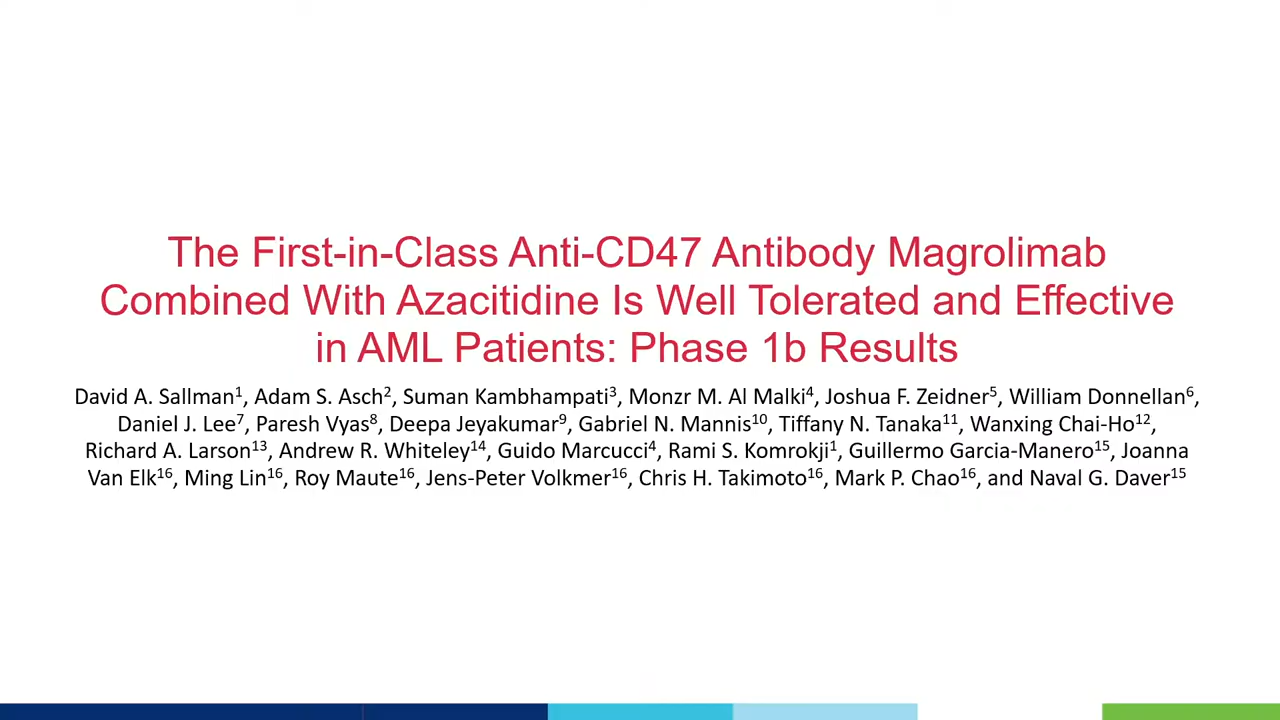 The First-in-Class Anti-CD47 Antibody Magrolimab
Combined With Azacitidine Is Well Tolerated and Effective
in AML Patients: Phase 1b Results
David A. Sallman¹, Adam S. Asch², Suman Kambhampati³, Monzr M. Al Malki⁴, Joshua F. Zeidner⁵, William Donnellan⁶,
Daniel J. Lee⁷, Paresh Vyas⁸, Deepa Jeyakumar⁹, Gabriel N. Mannis¹⁰, Tiffany N. Tanaka¹¹, Wanxing Chai-Ho¹²,
Richard A. Larson¹³, Andrew R. Whiteley¹⁴, Guido Marcucci⁴, Rami S. Komrokji¹, Guillermo Garcia-Manero¹⁵, Joanna
Van Elk¹⁶, Ming Lin¹⁶, Roy Maute¹⁶, Jens-Peter Volkmer¹⁶, Chris H. Takimoto¹⁶, Mark P. Chao¹⁶, and Naval G. Daver¹⁵